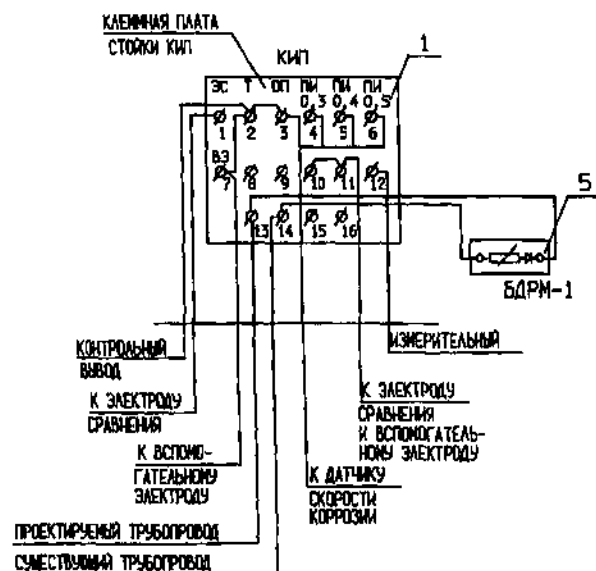 КЛЕММНАЯ ПЛАТА
СТОЙКИ КИП
КИП
1
ЭС Т ОП ПИ ПИ ПИ
0,3 0,4 0,5
1 2 3 4 5 6
ВЭ
7 8 9 10 11 12
13 14 15 16
5
БДРМ-1
КОНТРОЛЬНЫЙ
ВЫВОД
ИЗМЕРИТЕЛЬНЫЙ
К ЭЛЕКТРОДУ
СРАВНЕНИЯ
К ВСПОМО-
ГАТЕЛЬНОМУ
ЭЛЕКТРОДУ
К ЭЛЕКТРОДУ
СРАВНЕНИЯ
И ВСПОМОГАТЕЛЬ-
НОМУ ЭЛЕКТРОДУ
К ДАТЧИКУ
СКОРОСТИ
КОРРОЗИИ
ПРОЕКТИРУЕМЫЙ ТРУБОПРОВОД
СУЩЕСТВУЮЩИЙ ТРУБОПРОВОД